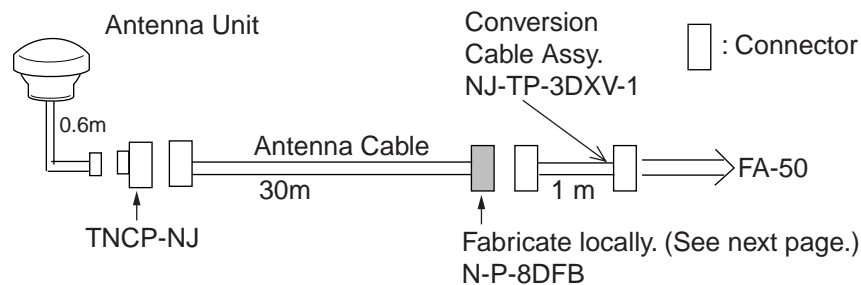 Antenna Unit
Conversion
Cable Assy.
NJ-TP-3DXV-1
: Connector
0.6m
Antenna Cable
30m
1 m
FA-50
TNCP-NJ
Fabricate locally. (See next page.)
N-P-8DFB